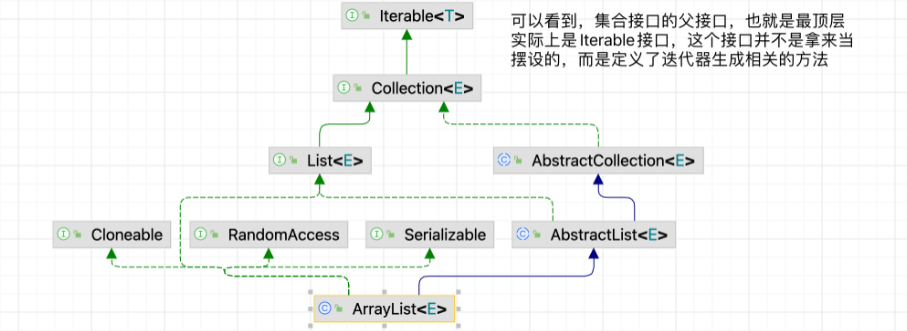 Iterable<T>
可以看到，集合接口的父接口，也就是最顶层
实际上是Iterable接口，这个接口并不是拿来当
摆设的，而是定义了迭代器生成相关的方法
Collection<E>
List<E>
AbstractCollection<E>
Cloneable
RandomAccess
Serializable
AbstractList<E>
ArrayList<E>